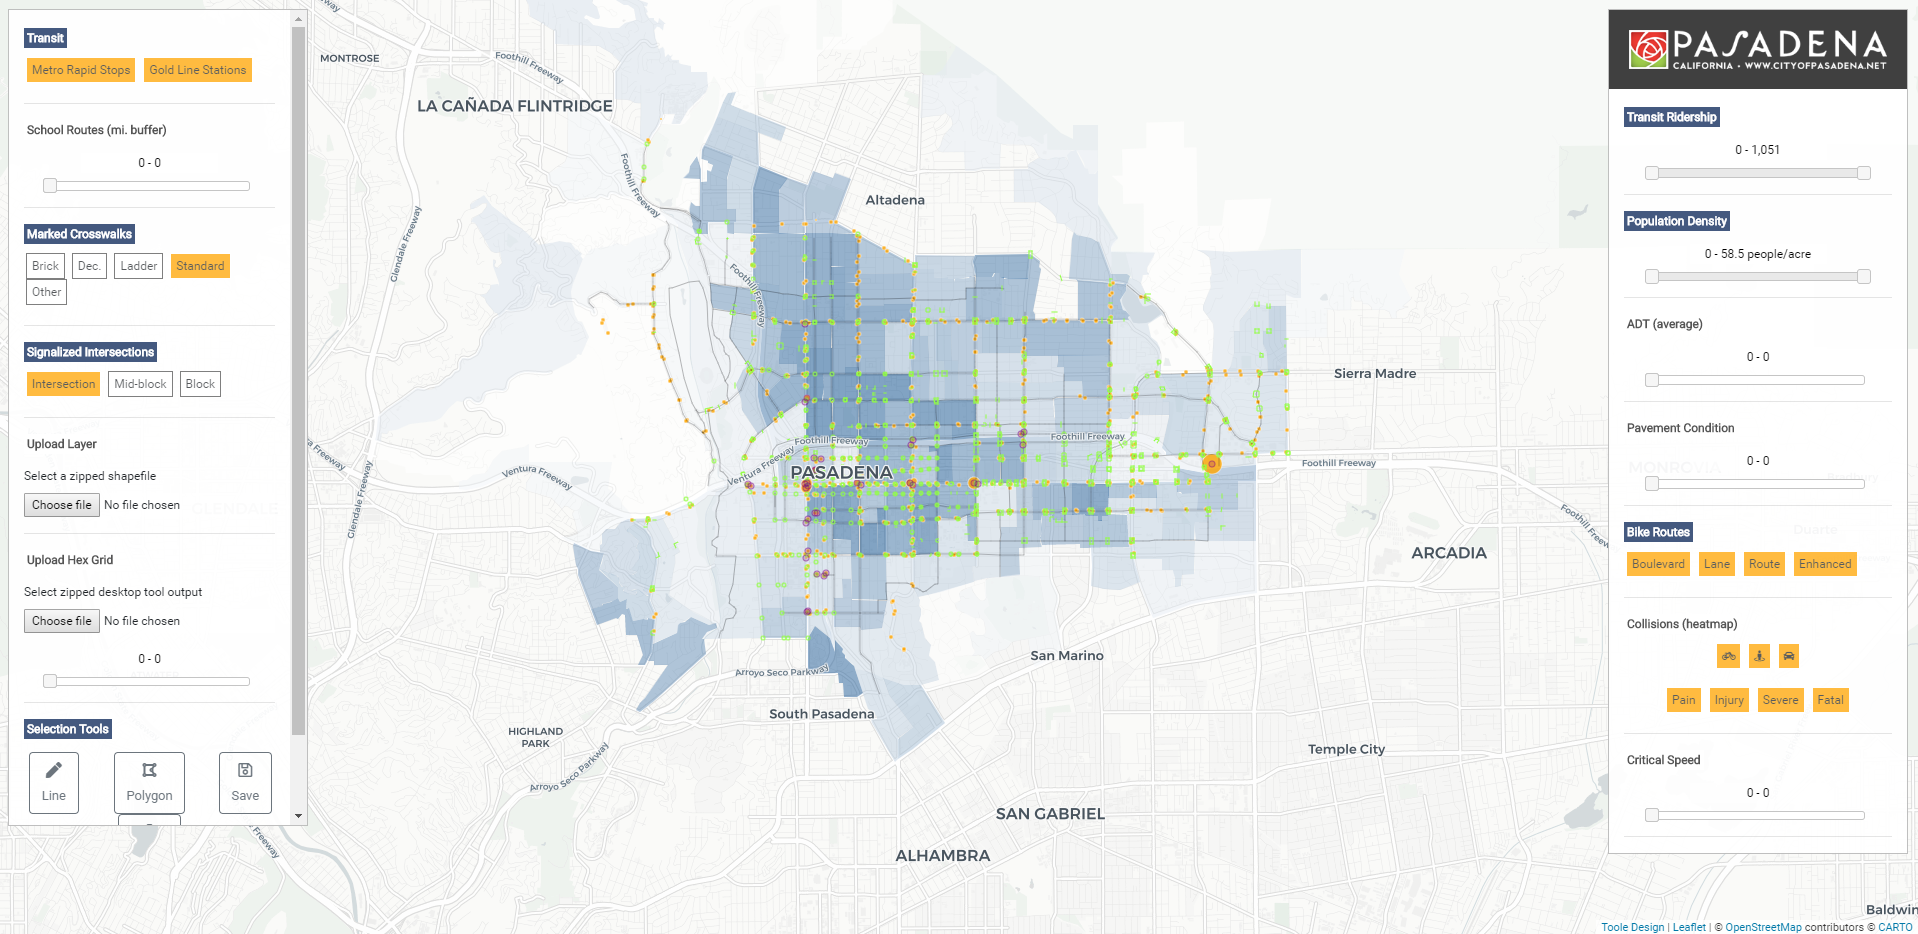 Transit
Metro Rapid Stops Gold Line Stations
School Routes (mi. buffer)
0 - 0
Marked Crosswalks
Brick Dec. Ladder Standard
Other
Signalized Intersections
Intersection Mid-block Block
Upload Layer
Select a zipped shapefile
Choose file No file chosen
Upload Hex Grid
Select zipped desktop tool output
Choose file No file chosen
0 - 0
Selection Tools
Line Polygon Save
MONTROSE
Foothill Freeway
LA CAÑADA FLINTRIDGE
Foothill Freeway
Glendale Freeway
Altadena
Foothill Freeway
Sierra Madre
Foothill Freeway
Foothill Freeway
Ventura Freeway
PASADENA
Foothill Freeway
Ventura Freeway
Freeway
Glendale Freeway
Foothill Freeway
ARCADIA
San Marino
Arroyo Seco Parkway
South Pasadena
HIGHLAND
PARK
Arroyo Seco Parkway
Temple City
SAN GABRIEL
ALHAMBRA
Freeway
Baldwin
PASADENA
CALIFORNIA • WWW.CITYOFPASADENA.NET
Transit Ridership
0 - 1,051
Population Density
0 - 58.5 people/acre
ADT (average)
0 - 0
Pavement Condition
0 - 0
MONROVIA
Bike Routes
Duarte
Boulevard Lane Route Enhanced
Collisions (heatmap)
Pain Injury Severe Fatal
Critical Speed
0 - 0
Toole Design | Leaflet | © OpenStreetMap contributors © CARTO